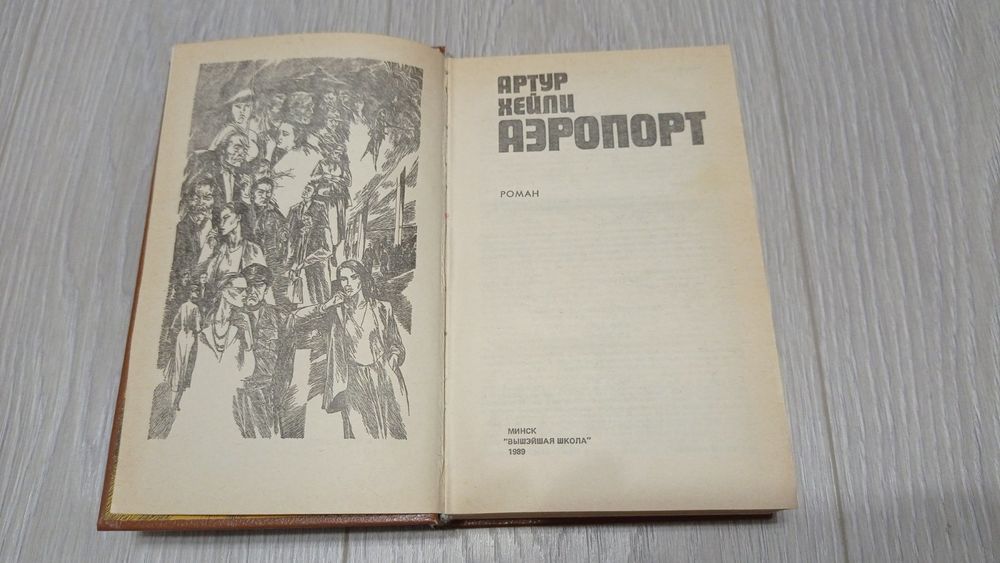 АРТУР
ХЕЙЛИ
АЭРОПОРТ
РОМАН
МИНСК
"ВЫШЭЙШАЯ ШКОЛА"
1989